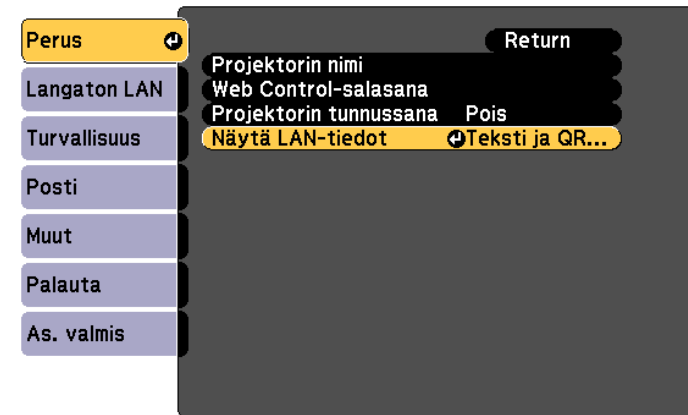 Perus
Langaton LAN
Turvallisuus
Posti
Muut
Palauta
As. valmis
Return
Projektorin nimi
Web Control-salasana
Projektorin tunnussana Pois
Näytä LAN-tiedot Teksti ja QR...